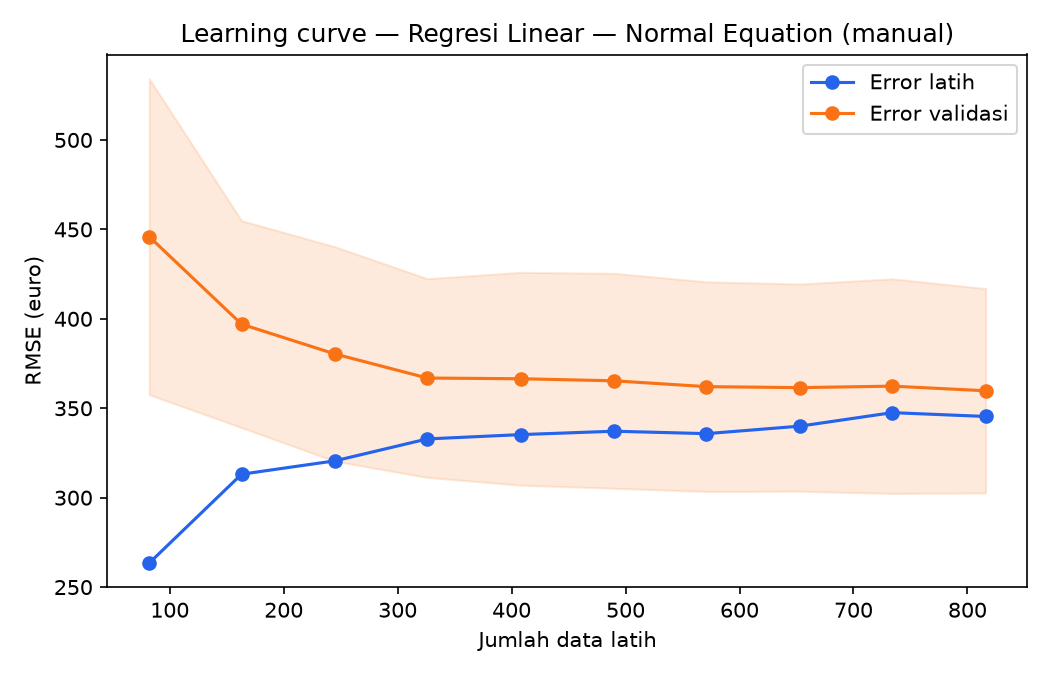 Learning curve — Regresi Linear — Normal Equation (manual)
Error latih
Error validasi
RMSE (euro)
500
450
400
350
300
250
100 200 300 400 500 600 700 800
Jumlah data latih